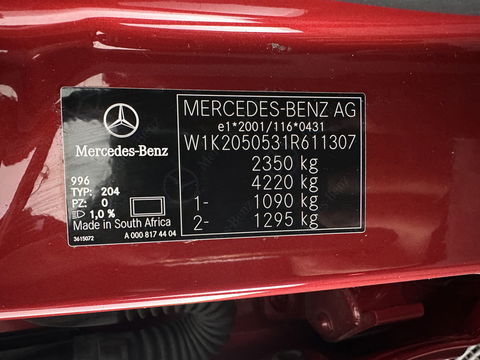 Mercedes-Benz
996
TYP: 204
PZ: 0
1,0 %
Made in South Africa
3615072
A 000 817 44 04
MERCEDES-BENZ AG
e1*2001/116*0431
W1K2050531R611307
2350 kg
4220 kg
1- 1090 kg
2- 1295 kg